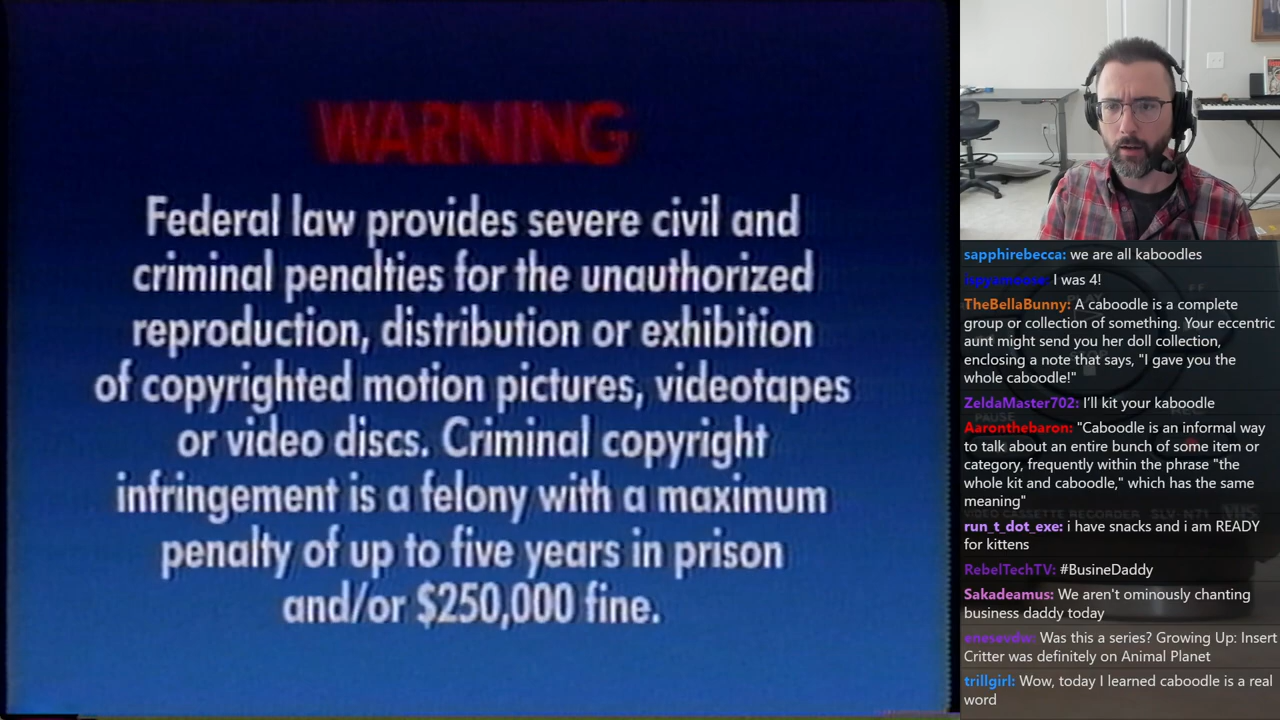 WARNING
Federal law provides severe civil and
criminal penalties for the unauthorized
reproduction, distribution or exhibition
of copyrighted motion pictures, videotapes
or video discs. Criminal copyright
infringement is a felony with a maximum
penalty of up to five years in prison
and/or $250,000 fine.
sapphirebecca: we are all kaboodles
I was 4!
TheBellaBunny: A caboodle is a complete
group or collection of something. Your eccentric
aunt might send you her doll collection,
enclosing a note that says, "I gave you the
whole caboodle!"
ZeldaMaster702: I'll kit your kaboodle
Aaronthebaron: "Caboodle is an informal way
to talk about an entire bunch of some item or
category, frequently within the phrase "the
whole kit and caboodle," which has the same
meaning"
run_t_dot_exe: i have snacks and i am READY
for kittens
RebelTechTV: #BusineDaddy
Sakadeamus: We aren't ominously chanting
business daddy today
enesevdw: Was this a series? Growing Up: Insert
Critter was definitely on Animal Planet
trillgirl: Wow, today I learned caboodle is a real
word
PAUSE
VIDEO CASSETTE RECORDER SLV-N71 VHS